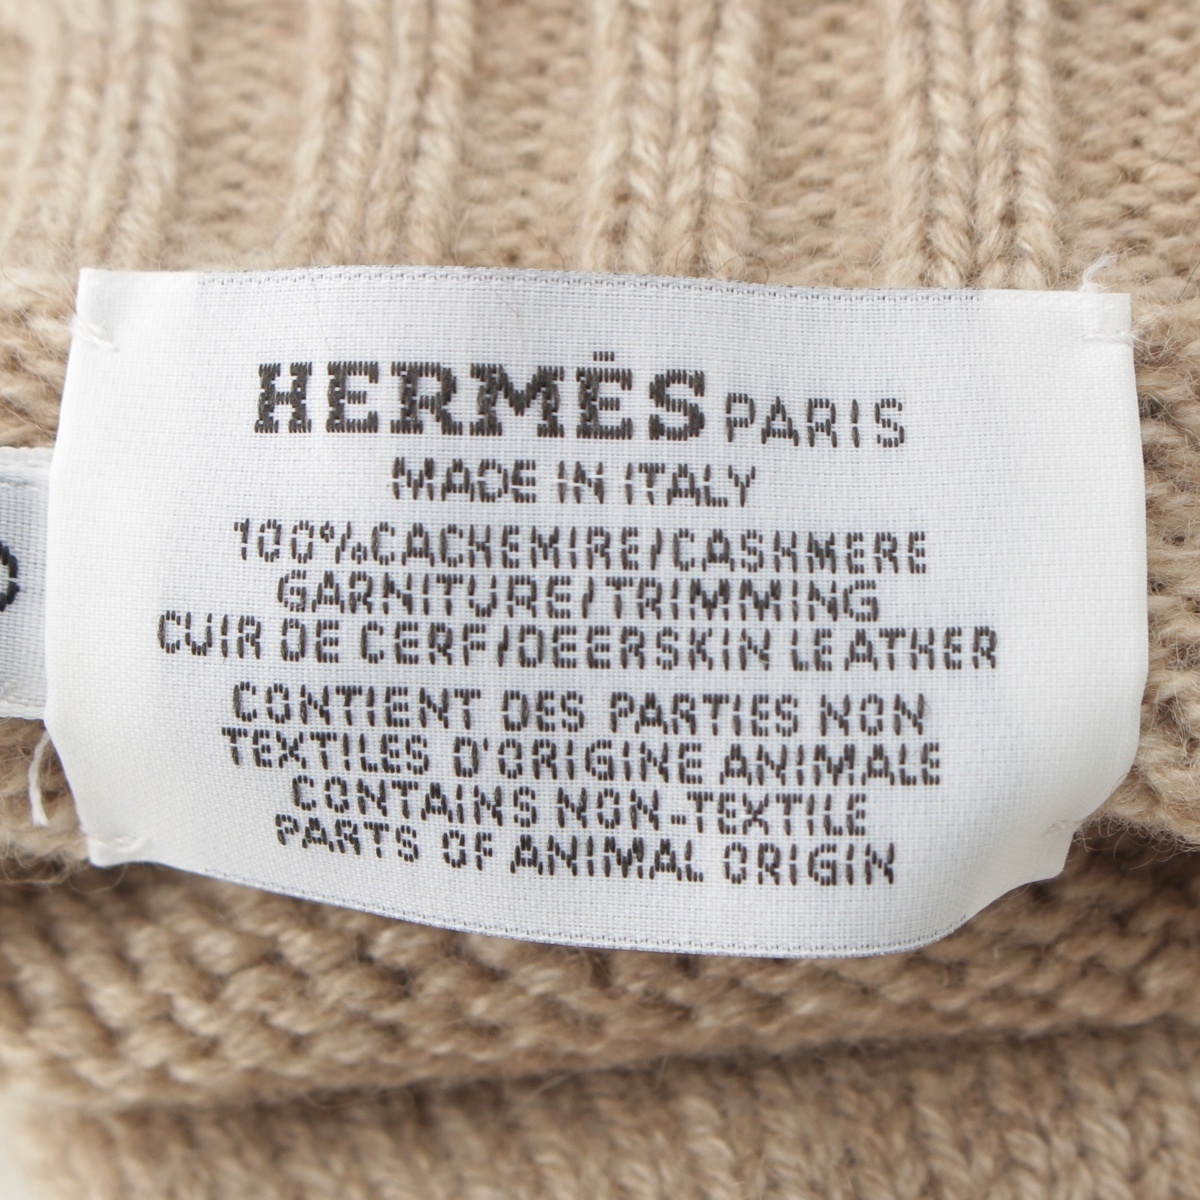 HERMÈS PARIS
MADE IN ITALY
100%CACHEMIRE/CASHMERE
GARNITURE/TRIMMING
CUIR DE CERF/DEERSKIN LEATHER
CONTIENT DES PARTIES NON
TEXTILES D'ORIGINE ANIMALE
CONTAINS NON-TEXTILE
PARTS OF ANIMAL ORIGIN